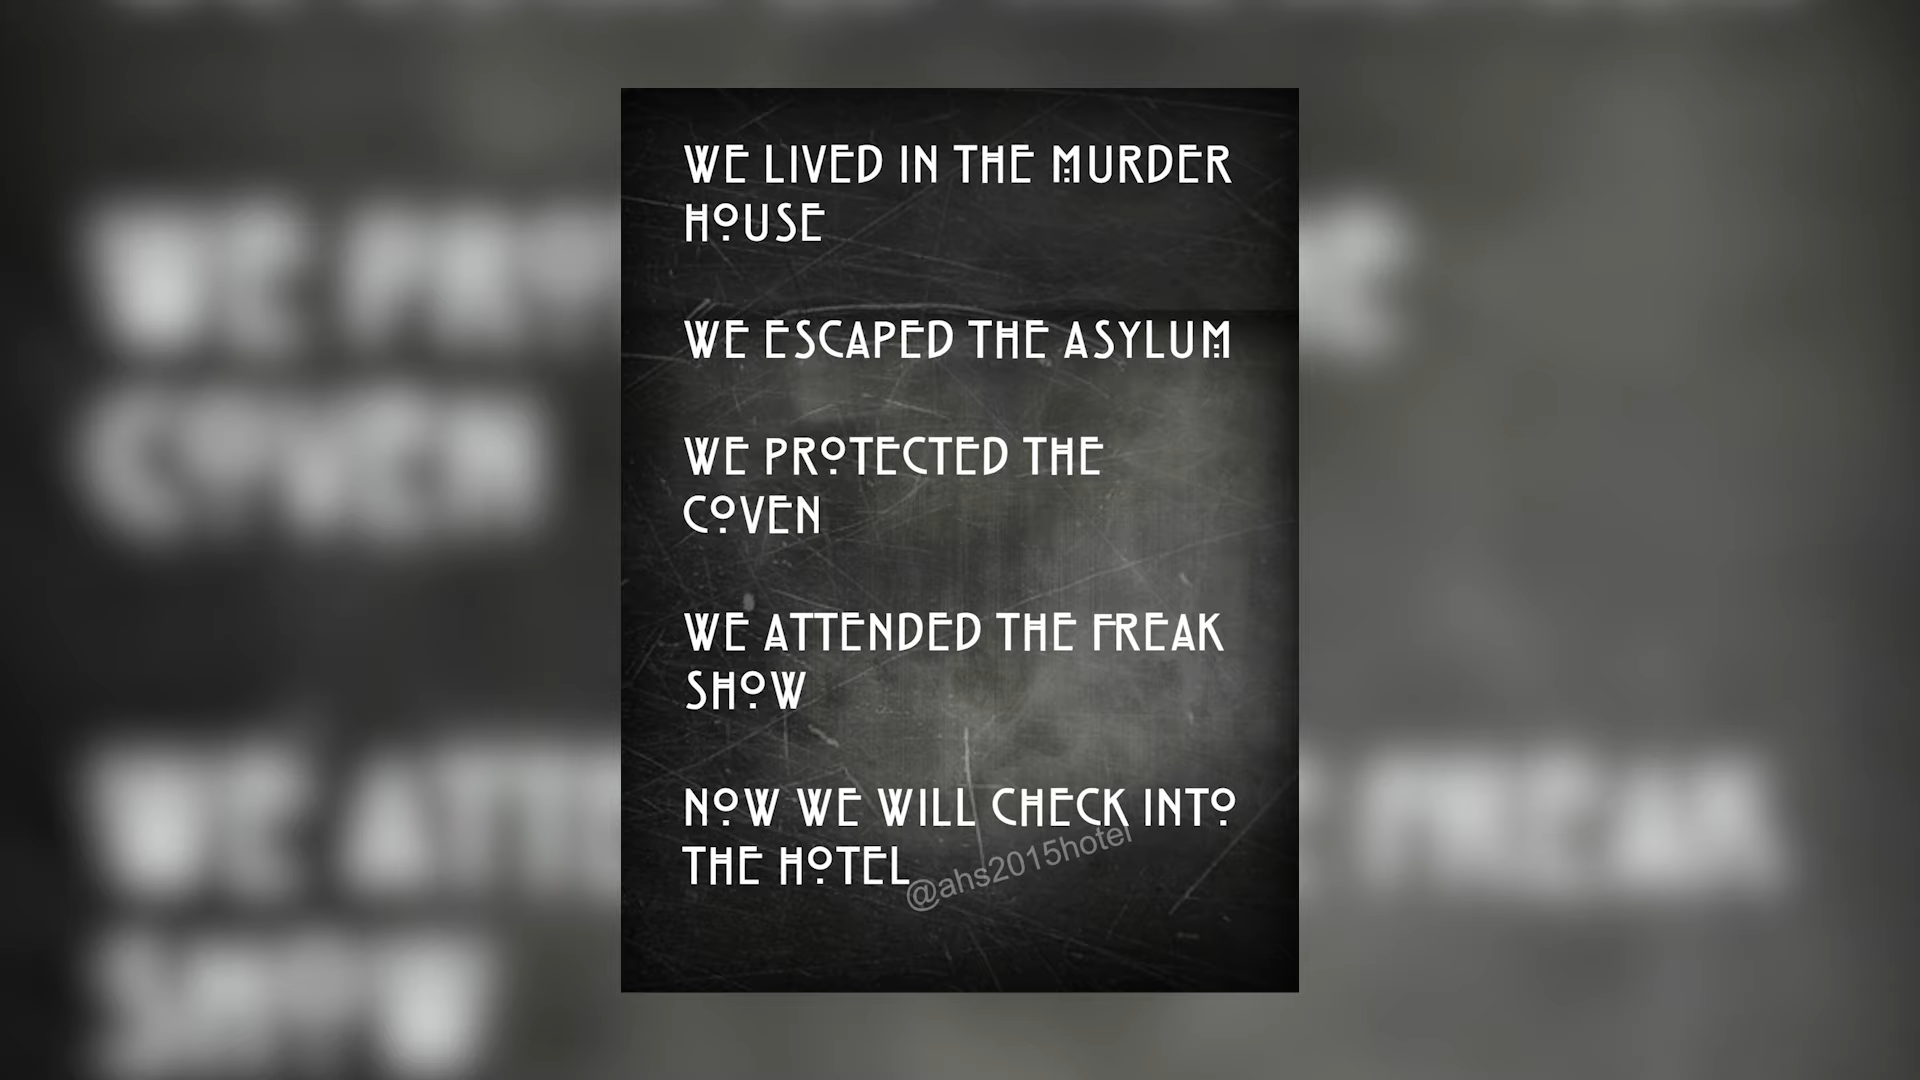 WE LIVED IN THE MURDER
HOUSE
WE ESCAPED THE ASYLUM
WE PROTECTED THE
COVEN
WE ATTENDED THE FREAK
SHOW
NOW WE WILL CHECK INTO
THE HOTEL
@ahs2015hotel